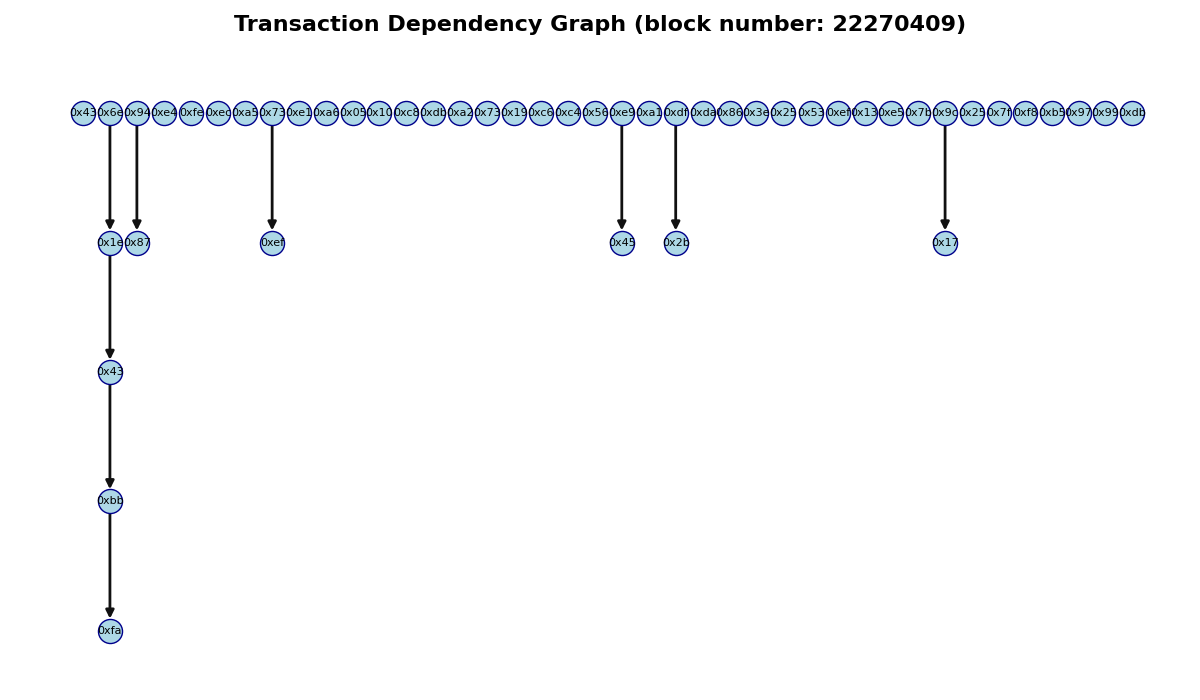 Transaction Dependency Graph (block number: 22270409)
0x43 0x6e 0x94 0xe4 0xfe 0xec 0xa5 0x73 0xe1 0xa6 0x05 0x10 0xc8 0xdb 0xa2 0x73 0x19 0xc6 0xc4 0x56 0xe9 0xa1 0xdf 0xda 0x86 0x3e 0x25 0x53 0xef 0x13 0xe5 0x7b 0x9c 0x25 0x7f 0xf8 0xb5 0x97 0x99 0xdb
0x1e 0x87 0xef 0x45 0x2b 0x17
0x43
0xbb
0xfa